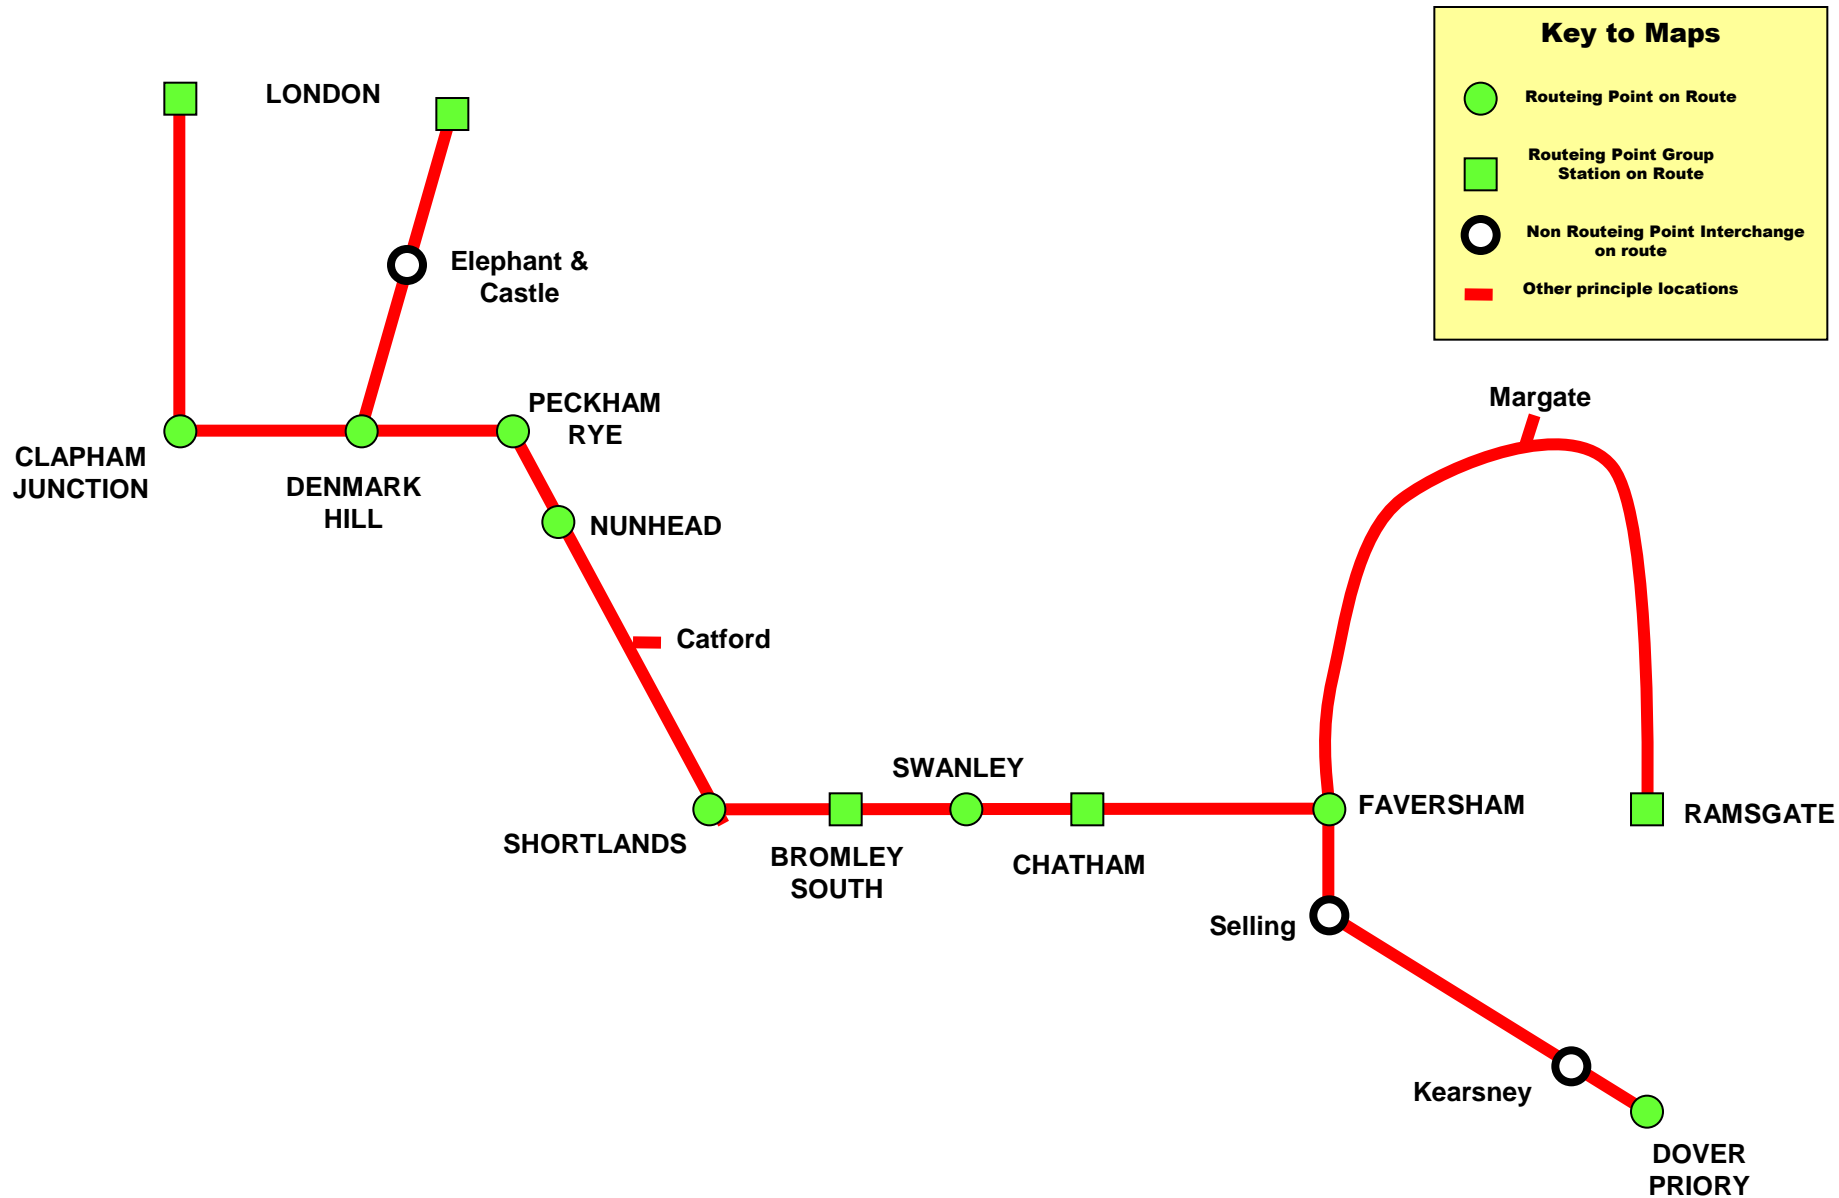 Key to Maps
Routeing Point on Route
Routeing Point Group
Station on Route
Non Routeing Point Interchange
on route
Other principle locations
LONDON
Elephant &
Castle
Margate
PECKHAM
RYE
CLAPHAM
JUNCTION
DENMARK
HILL
NUNHEAD
Catford
SWANLEY
FAVERSHAM
RAMSGATE
SHORTLANDS
BROMLEY
SOUTH
CHATHAM
Selling
Kearsney
DOVER
PRIORY